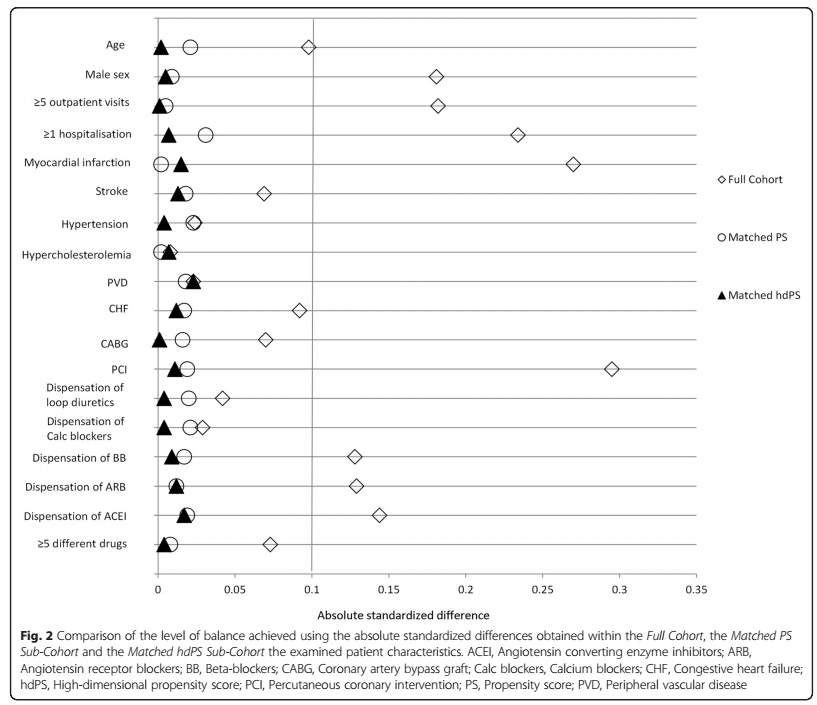 Age
Male sex
≥5 outpatient visits
≥1 hospitalisation
Myocardial infarction
Stroke
Hypertension
Hypercholesterolemia
PVD
CHF
CABG
PCI
Dispensation of
loop diuretics
Dispensation of
Calc blockers
Dispensation of BB
Dispensation of ARB
Dispensation of ACEI
≥5 different drugs
0 0.05 0.1 0.15 0.2 0.25 0.3 0.35
Absolute standardized difference
Full Cohort
Matched PS
Matched hdPS
Fig. 2 Comparison of the level of balance achieved using the absolute standardized differences obtained within the Full Cohort, the Matched PS
Sub-Cohort and the Matched hdPS Sub-Cohort the examined patient characteristics. ACEI, Angiotensin converting enzyme inhibitors; ARB,
Angiotensin receptor blockers; BB, Beta-blockers; CABG, Coronary artery bypass graft; Calc blockers, Calcium blockers; CHF, Congestive heart failure;
hdPS, High-dimensional propensity score; PCI, Percutaneous coronary intervention; PS, Propensity score; PVD, Peripheral vascular disease